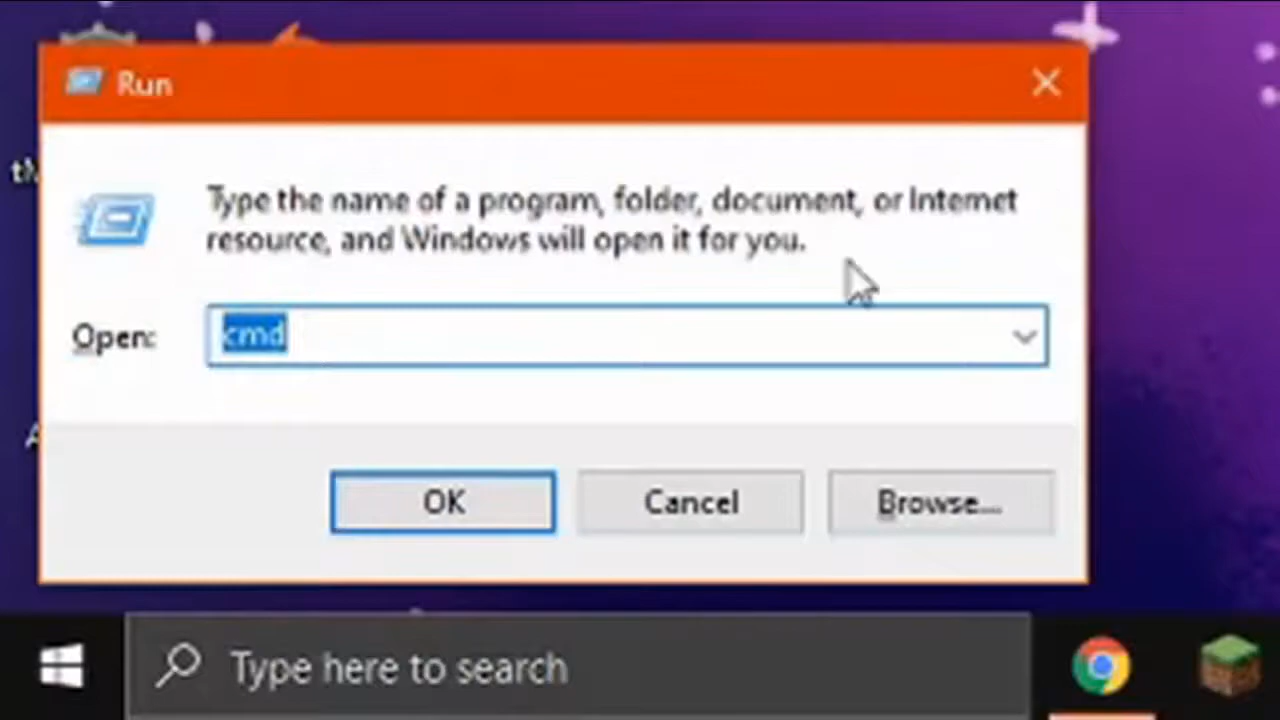 Run
Type the name of a program, folder, document, or Internet
resource, and Windows will open it for you.
Open:
cmd
OK
Cancel
Browse...
Type here to search